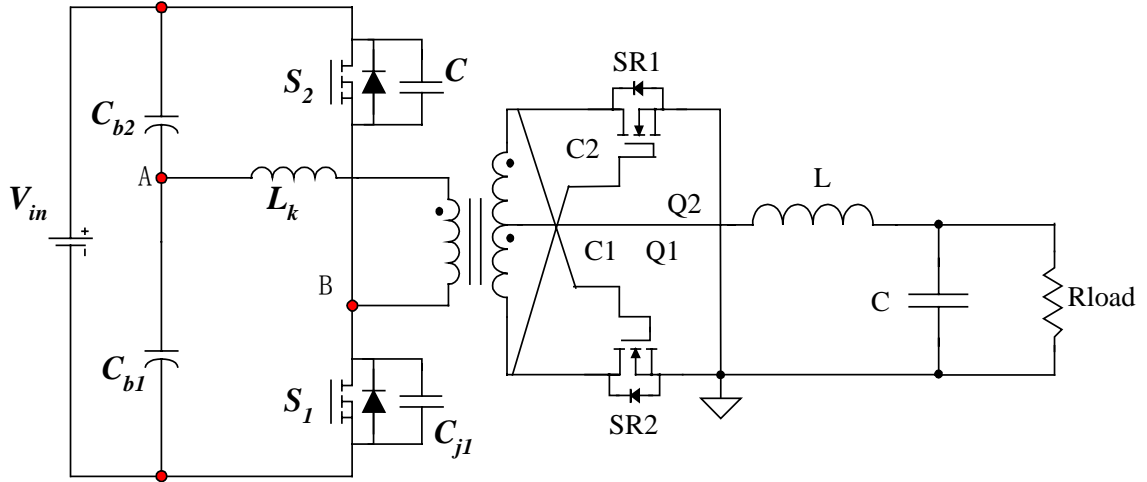 S2
C
SR1
Cb2
C2
A
L
Vin
Lk
Q2
+
-
C1
Q1
B
C
Rload
Cb1
S1
Cj1
SR2